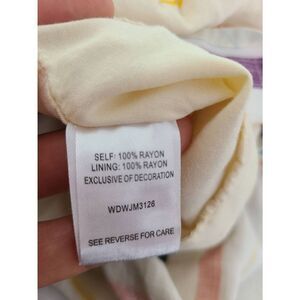 SELF: 100% RAYON
LINING: 100% RAYON
EXCLUSIVE OF DECORATION
WDWJM3126
SEE REVERSE FOR CARE